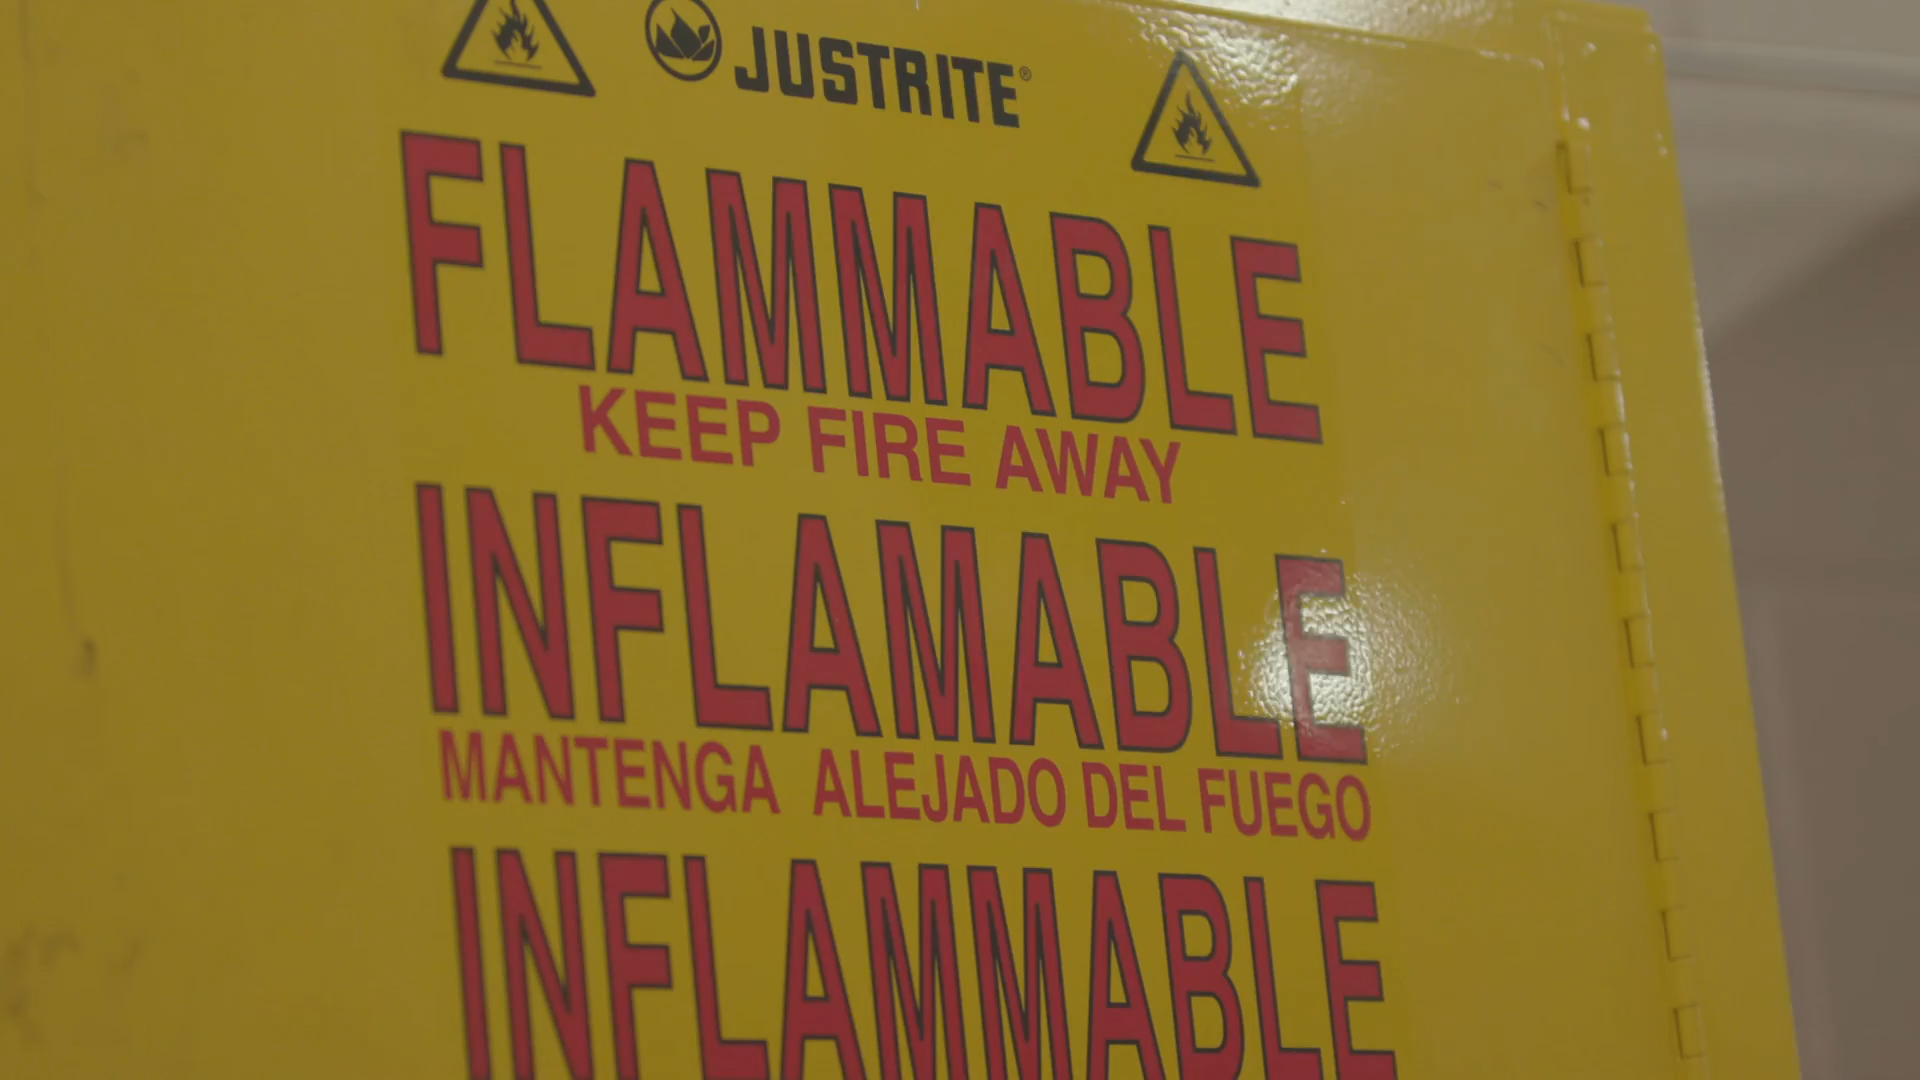 JUSTRITE®
FLAMMABLE
KEEP FIRE AWAY
INFLAMABLE
MANTENGA ALEJADO DEL FUEGO
INFLAMMABLE